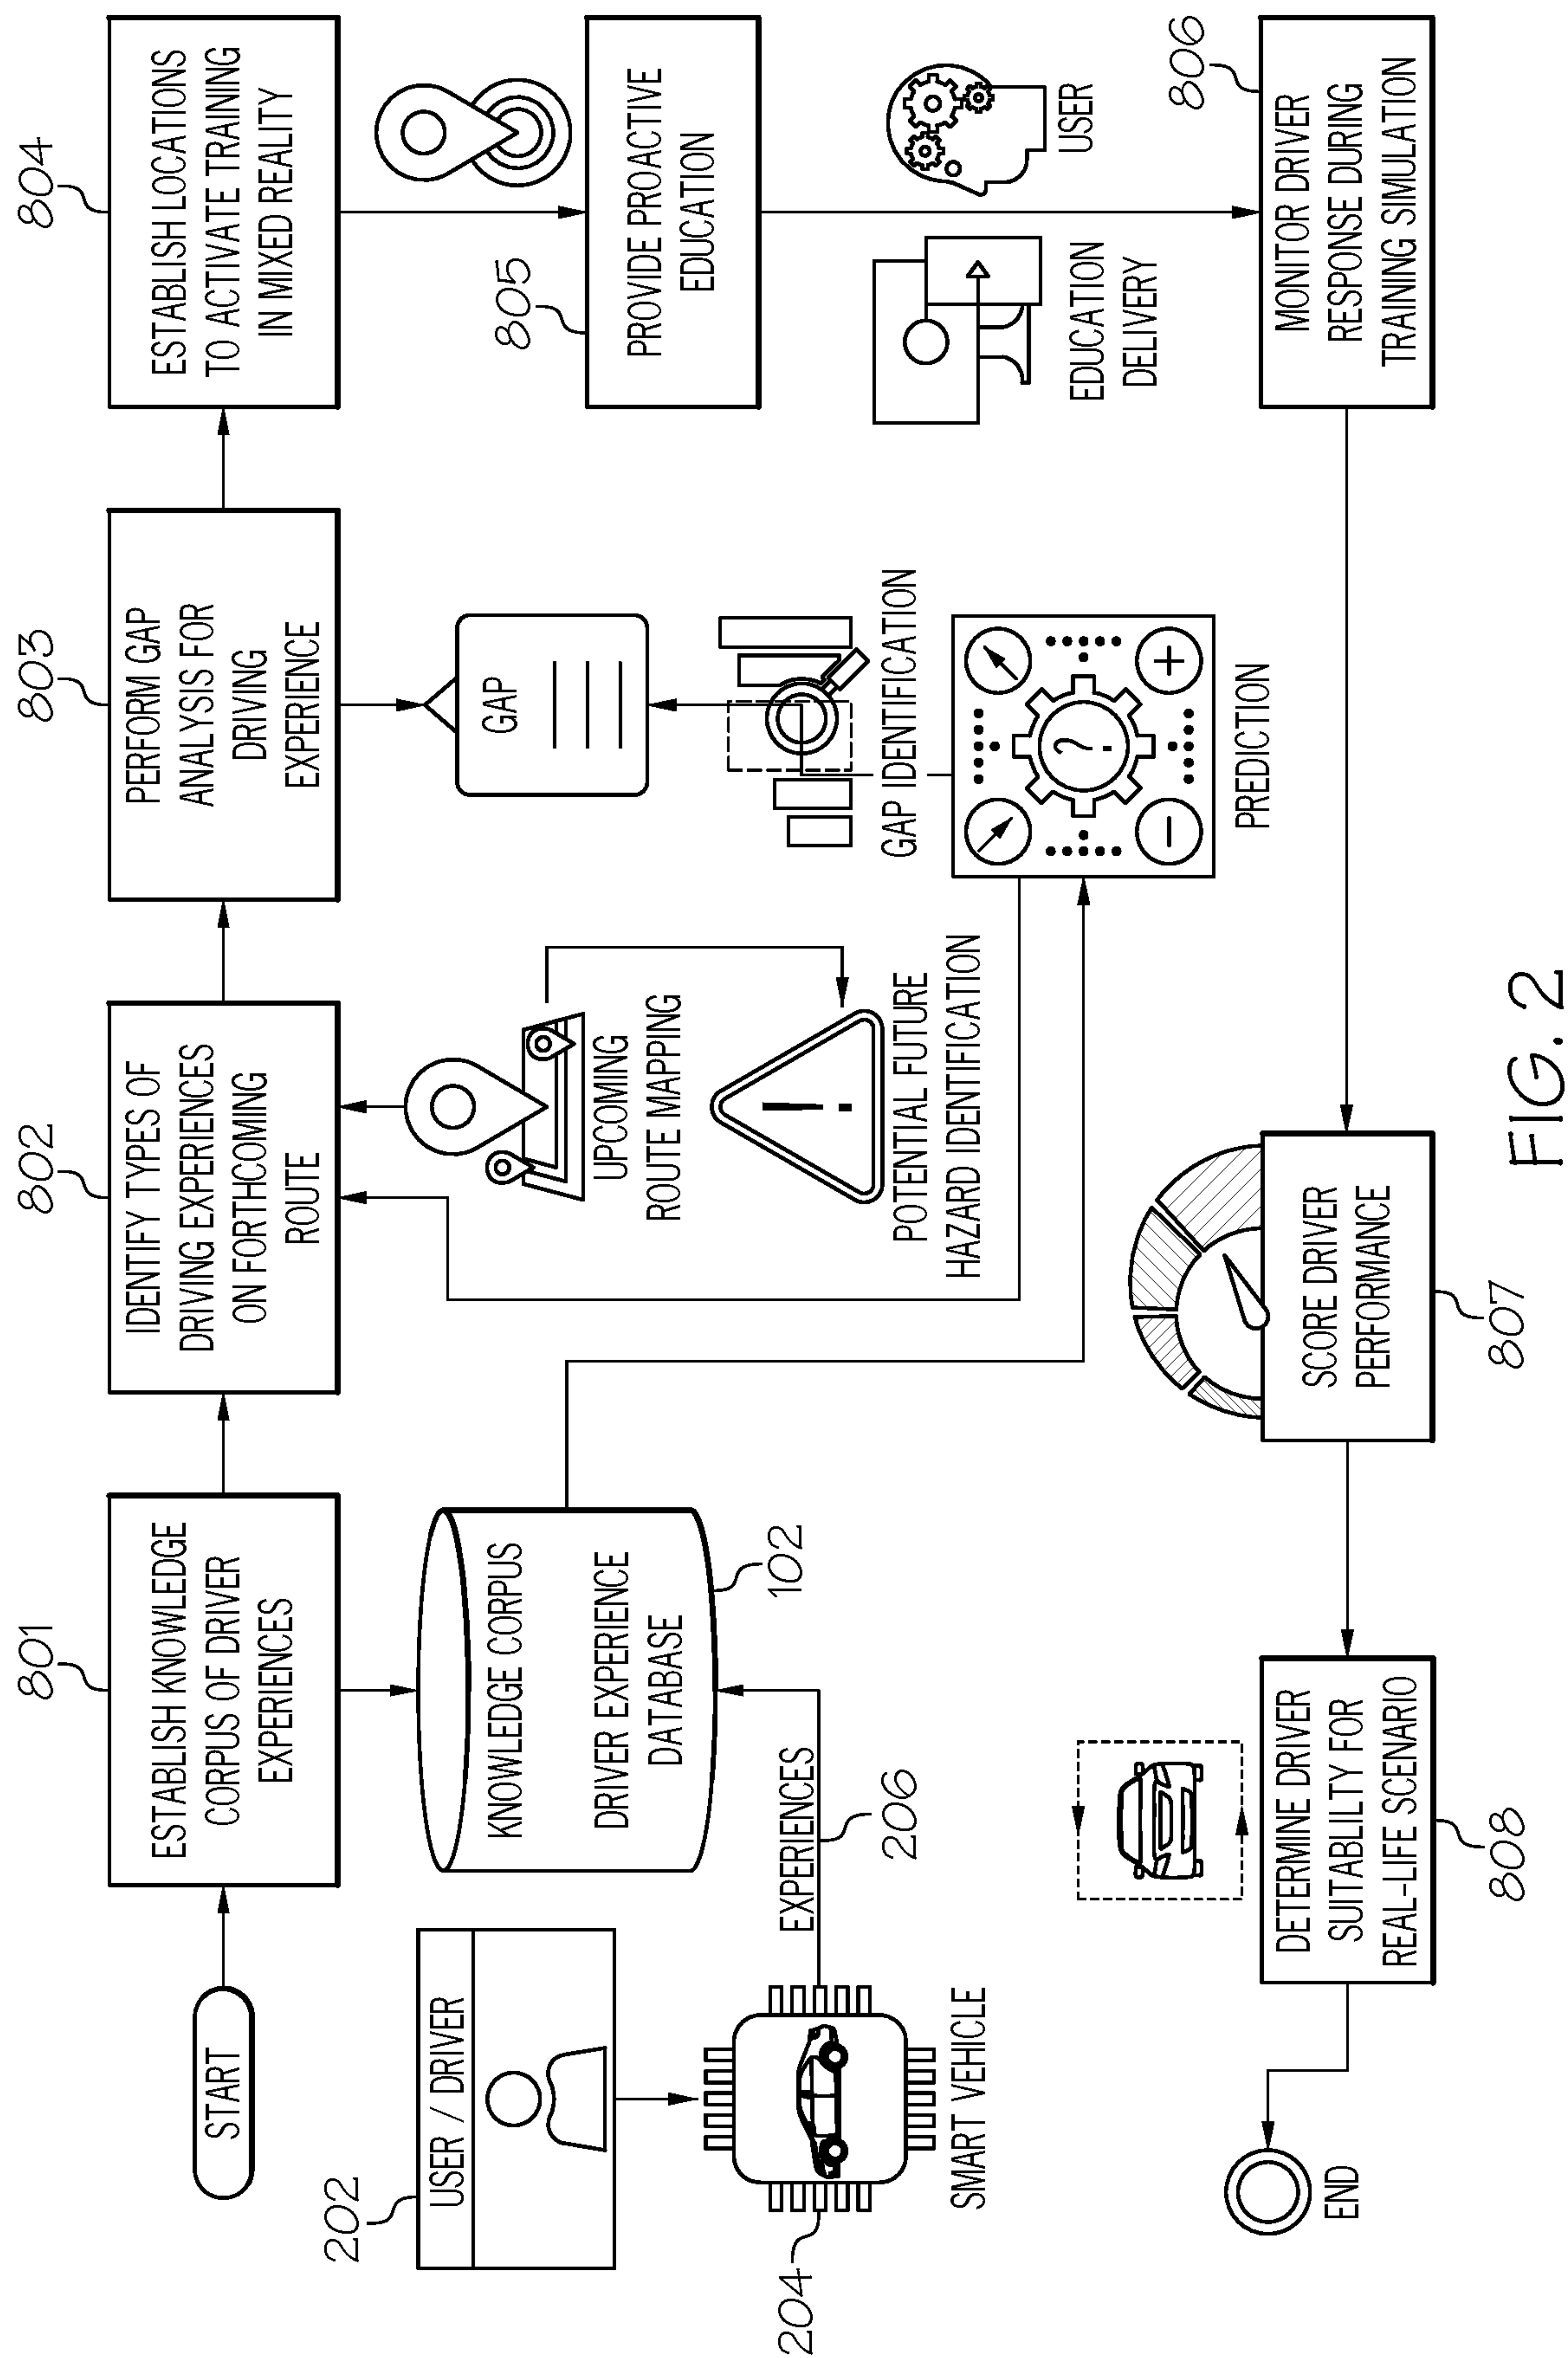 START
801
ESTABLISH KNOWLEDGE
CORPUS OF DRIVER
EXPERIENCES
802
IDENTIFY TYPES OF
DRIVING EXPERIENCES
ON FORTHCOMING
ROUTE
803
PERFORM GAP
ANALYSIS FOR
DRIVING
EXPERIENCE
804
ESTABLISH LOCATIONS
TO ACTIVATE TRAINING
IN MIXED REALITY
202
USER / DRIVER
204
SMART VEHICLE
EXPERIENCES
206
KNOWLEDGE CORPUS
DRIVER EXPERIENCE
DATABASE
102
UPCOMING
ROUTE MAPPING
POTENTIAL FUTURE
HAZARD IDENTIFICATION
GAP
GAP IDENTIFICATION
?
PREDICTION
805
PROVIDE PROACTIVE
EDUCATION
EDUCATION
DELIVERY
USER
806
MONITOR DRIVER
RESPONSE DURING
TRAINING SIMULATION
SCORE DRIVER
PERFORMANCE
807
DETERMINE DRIVER
SUITABLILITY FOR
REAL-LIFE SCENARIO
808
END
FIG. 2